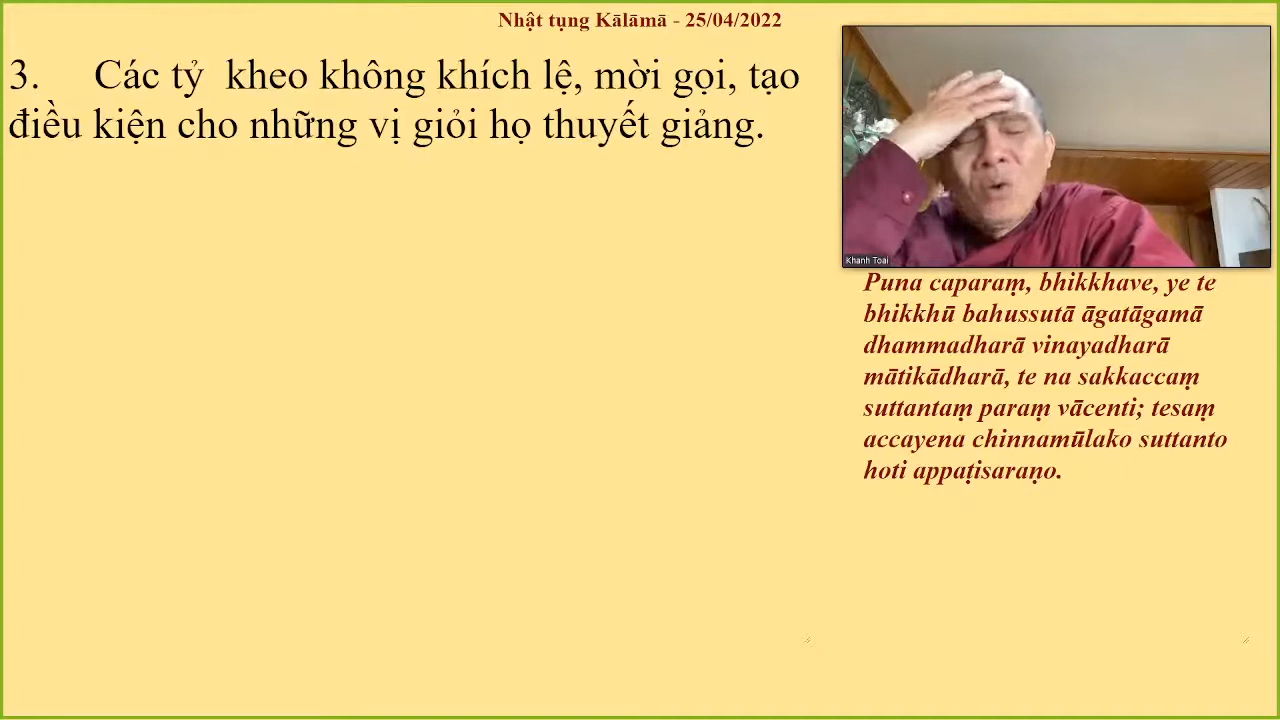 Nhật tụng Kālāmā - 25/04/2022
3. Các tỷ kheo không khích lệ, mời gọi, tạo
điều kiện cho những vị giỏi họ thuyết giảng.
Khanh Toai
Puna caparaṃ, bhikkhave, ye te
bhikkhū bahussutā āgatāgamā
dhammadharā vinayadharā
mātikādharā, te na sakkaccaṃ
suttantaṃ paraṃ vācenti; tesaṃ
accayena chinnamūlako suttanto
hoti appaṭisaraṇo.